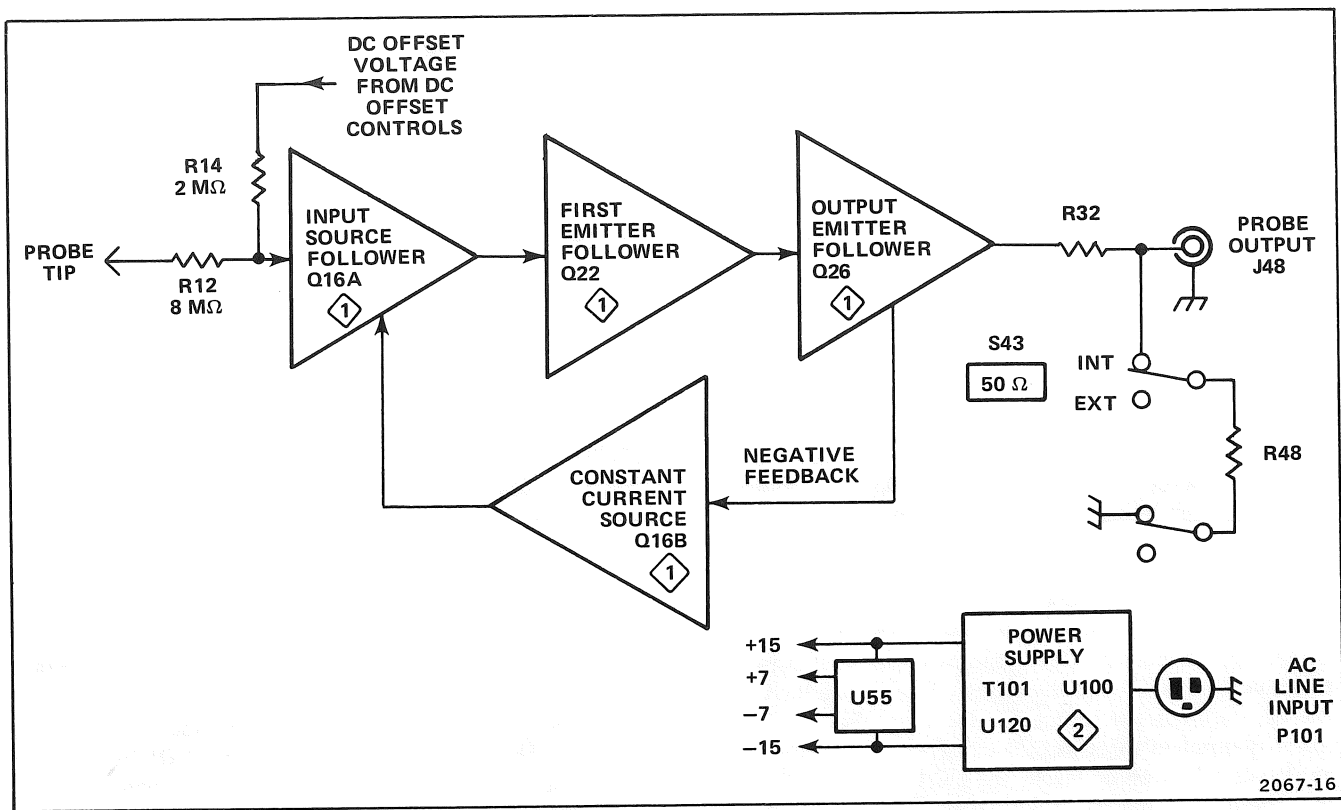 DC OFFSET
VOLTAGE
FROM DC
OFFSET
CONTROLS
R14
2 MΩ
PROBE
TIP
R12
8 MΩ
INPUT
SOURCE
FOLLOWER
Q16A
1
FIRST
EMITTER
FOLLOWER
Q22
1
OUTPUT
EMITTER
FOLLOWER
Q26
1
R32
PROBE
OUTPUT
J48
S43
50 Ω
INT
EXT
R48
NEGATIVE
FEEDBACK
CONSTANT
CURRENT
SOURCE
Q16B
1
+15
+7
−7
−15
U55
POWER
SUPPLY
T101 U100
U120
2
AC
LINE
INPUT
P101
2067-16